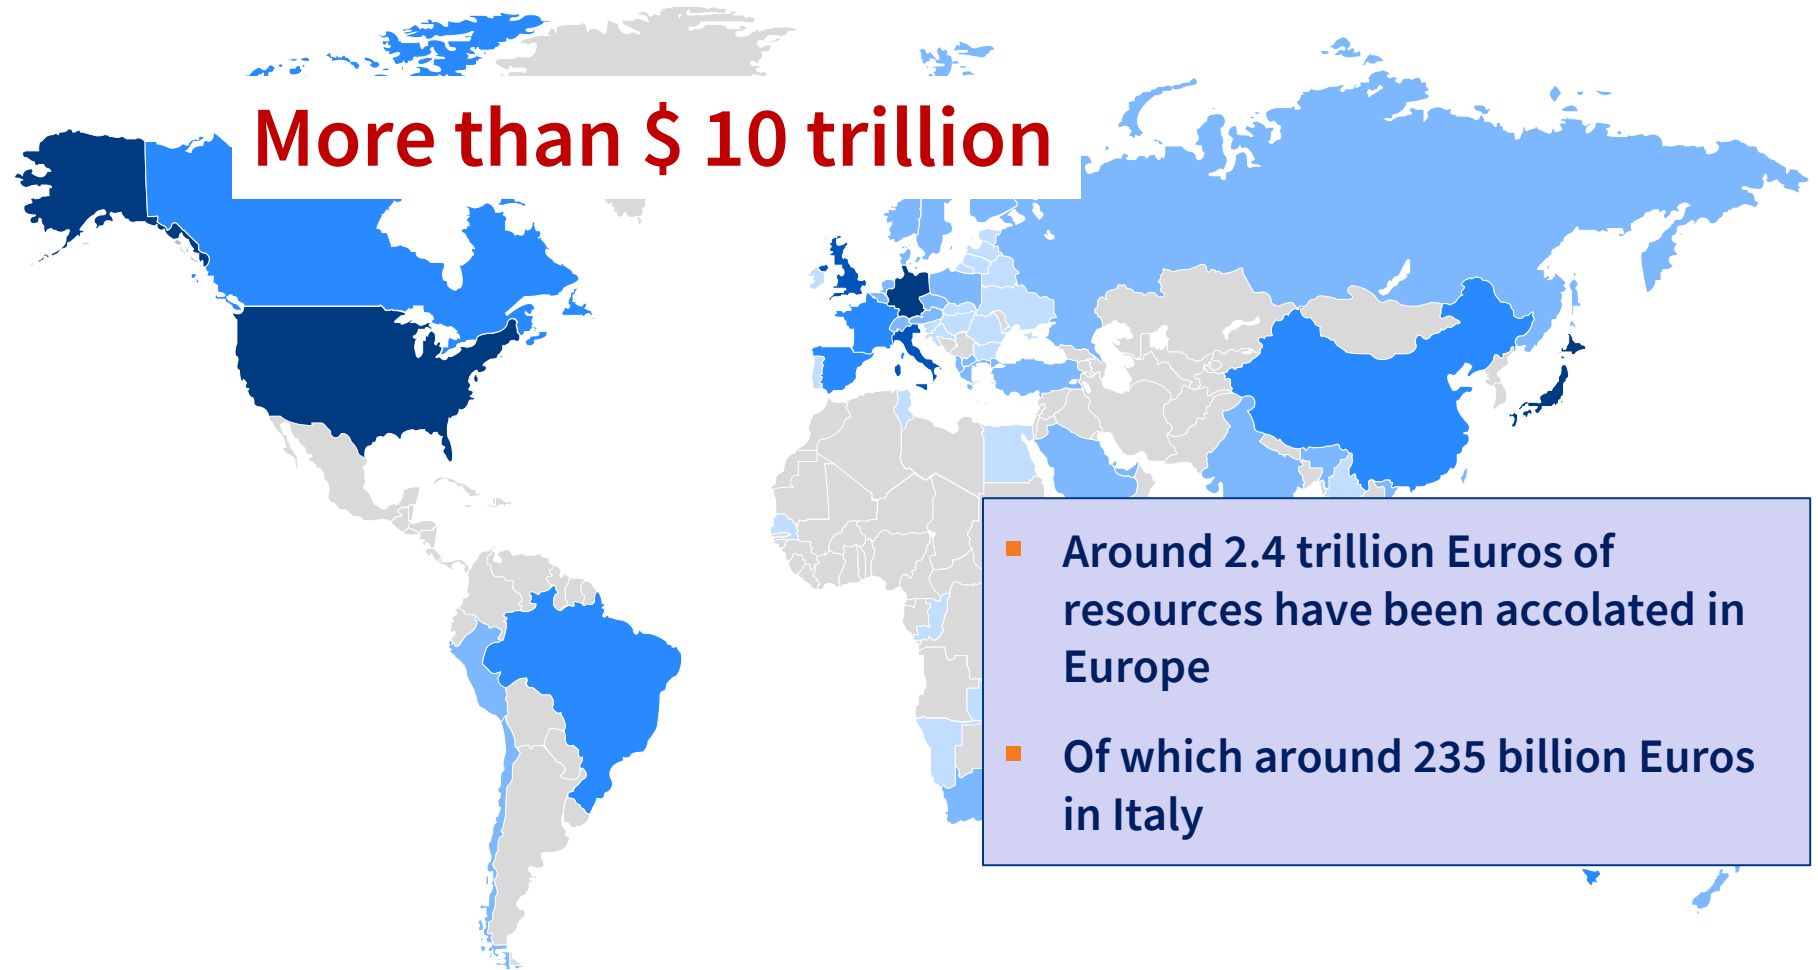 More than $ 10 trillion
Around 2.4 trillion Euros of
resources have been accolated in
Europe
Of which around 235 billion Euros
in Italy